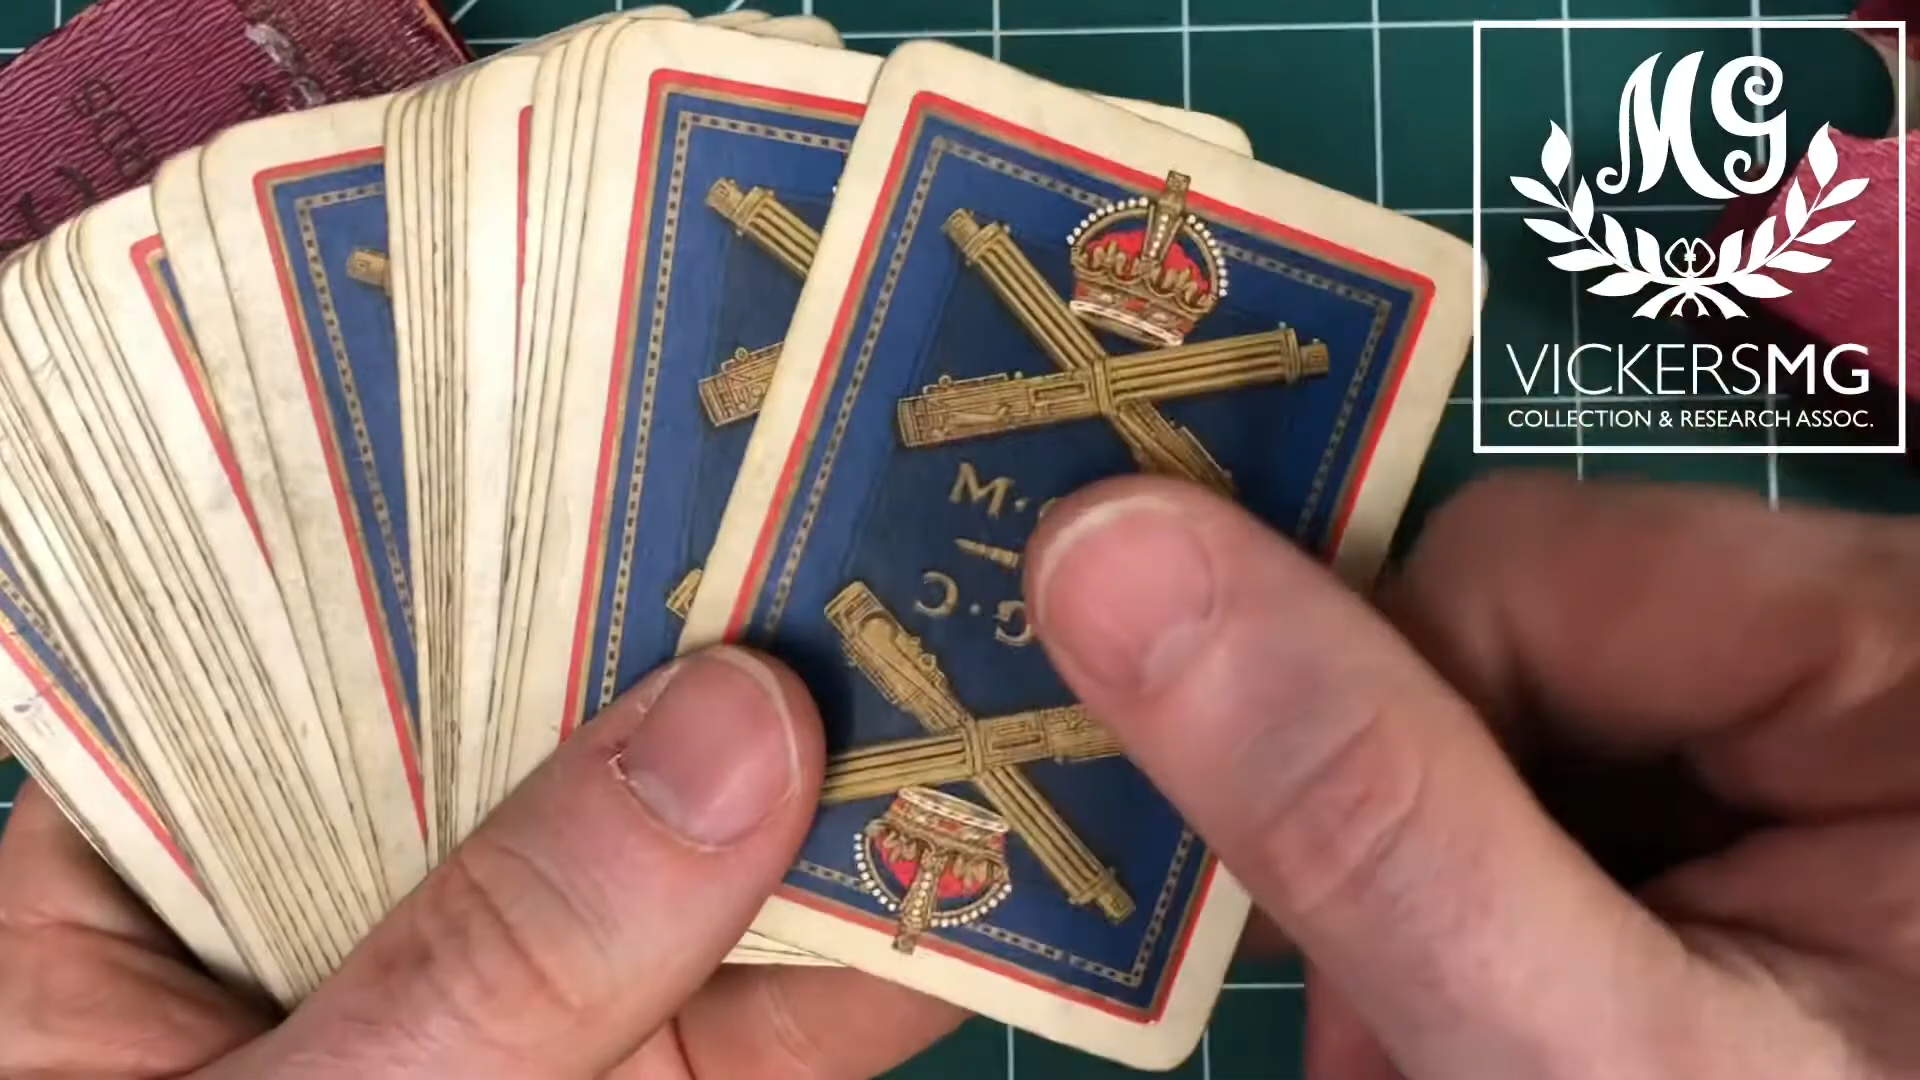 MG
VICKERSMG
COLLECTION & RESEARCH ASSOC.
M·
G·C